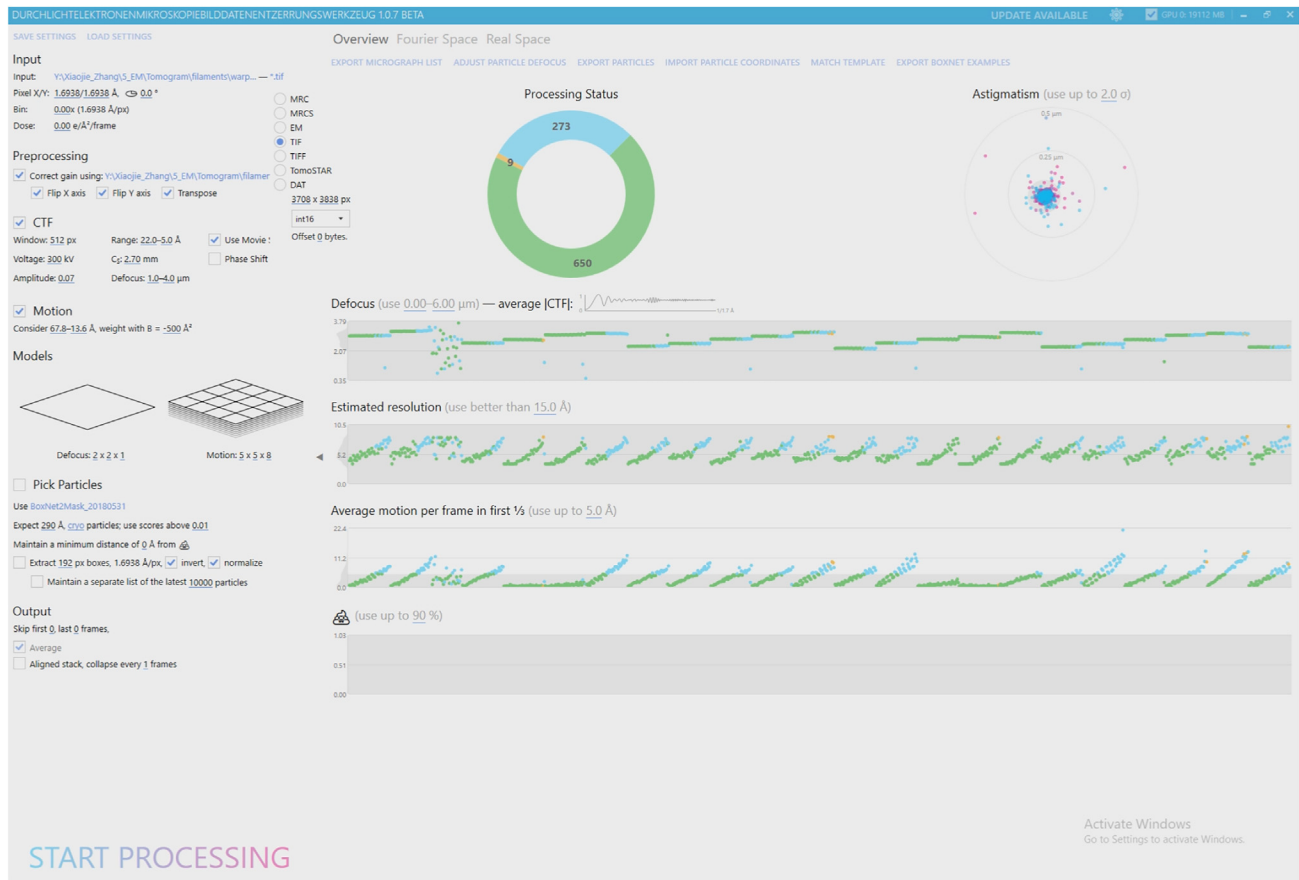 DURCHLICHTELEKTRONENMIKROSKOPIEBILDDATENENTZERRUNGSWERKZEUG 1.0.7 BETA
UPDATE AVAILABLE
GPU 0: 19112 MB
SAVE SETTINGS LOAD SETTINGS
Input
Input: Y:\Xiaojie_Zhang\5_EM\Tomogram\filaments\warp... — *.tif
Pixel X/Y: 1.6938/1.6938 Å, 0.0 °
Bin: 0.00x (1.6938 Å/px)
Dose: 0.00 e/Å²/frame
MRC
MRCS
EM
TIF
TIFF
TomoSTAR
DAT
3708 x 3838 px
int16
Offset 0 bytes.
Preprocessing
Correct gain using: Y:\Xiaojie_Zhang\5_EM\Tomogram\filamer
Flip X axis Flip Y axis Transpose
CTF
Window: 512 px Range: 22.0–5.0 Å Use Movie
Voltage: 300 kV Cs: 2.70 mm Phase Shift
Amplitude: 0.07 Defocus: 1.0–4.0 µm
Motion
Consider 67.8–13.6 Å, weight with B = -500 Å²
Models
Defocus: 2 x 2 x 1 Motion: 5 x 5 x 8
Pick Particles
Use BoxNet2Mask_20180531
Expect 290 Å, cryo particles; use scores above 0.01
Maintain a minimum distance of 0 Å from
Extract 192 px boxes, 1.6938 Å/px, invert, normalize
Maintain a separate list of the latest 10000 particles
Output
Skip first 0, last 0 frames,
Average
Aligned stack, collapse every 1 frames
START PROCESSING
Overview Fourier Space Real Space
EXPORT MICROGRAPH LIST ADJUST PARTICLE DEFOCUS EXPORT PARTICLES IMPORT PARTICLE COORDINATES MATCH TEMPLATE EXPORT BOXNET EXAMPLES
Processing Status
273
9
650
Astigmatism (use up to 2.0 σ)
0.5 µm
0.25 µm
Defocus (use 0.00–6.00 µm) — average |CTF|:
1
0
1/1.7 Å
3.79
2.07
0.35
Estimated resolution (use better than 15.0 Å)
10.5
5.2
0.0
Average motion per frame in first ⅓ (use up to 5.0 Å)
22.4
11.2
0.0
(use up to 90 %)
1.03
0.51
0.00
Activate Windows
Go to Settings to activate Windows.